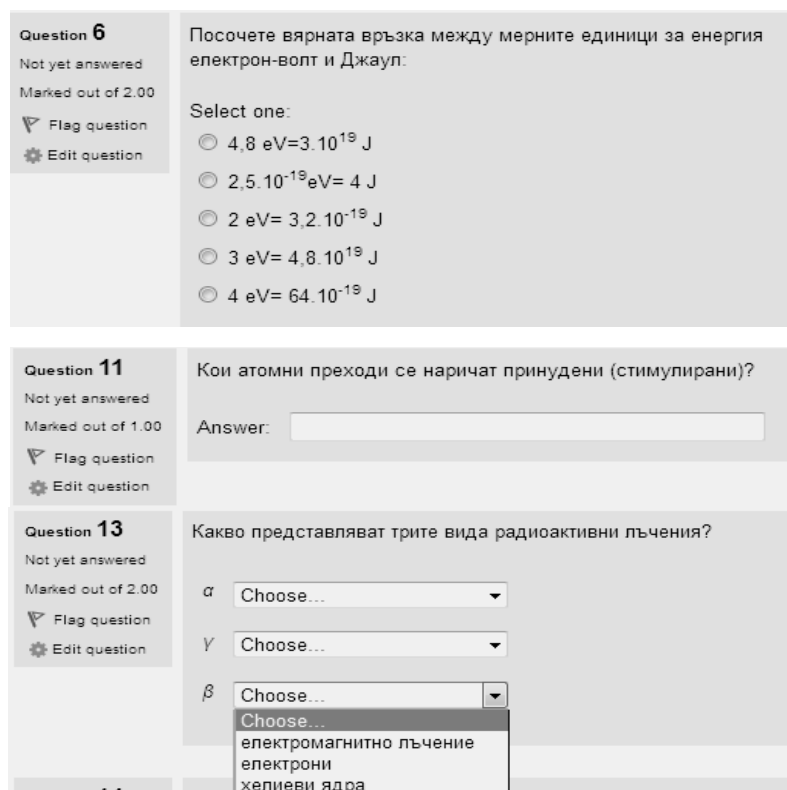 Question 6
Not yet answered
Marked out of 2.00
Flag question
Edit question
Посочете вярната връзка между мерните единици за енергия
електрон-волт и Джаул:
Select one:
4,8 eV=3.10¹⁹ J
2,5.10⁻¹⁹eV= 4 J
2 eV= 3,2.10⁻¹⁹ J
3 eV= 4,8.10¹⁹ J
4 eV= 64.10⁻¹⁹ J
Question 11
Not yet answered
Marked out of 1.00
Flag question
Edit question
Кои атомни преходи се наричат принудени (стимулирани)?
Answer:
Question 13
Not yet answered
Marked out of 2.00
Flag question
Edit question
Какво представляват трите вида радиоактивни лъчения?
α Choose...
γ Choose...
β Choose...
Choose...
електромагнитно лъчение
електрони
хелиеви ядра